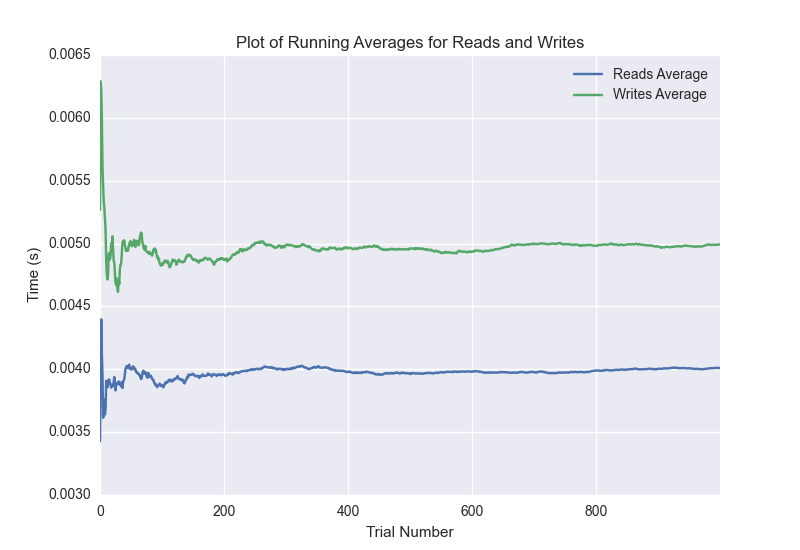 Plot of Running Averages for Reads and Writes
Reads Average
Writes Average
Time (s)
0.0065
0.0060
0.0055
0.0050
0.0045
0.0040
0.0035
0.0030
0
200
400
600
800
Trial Number